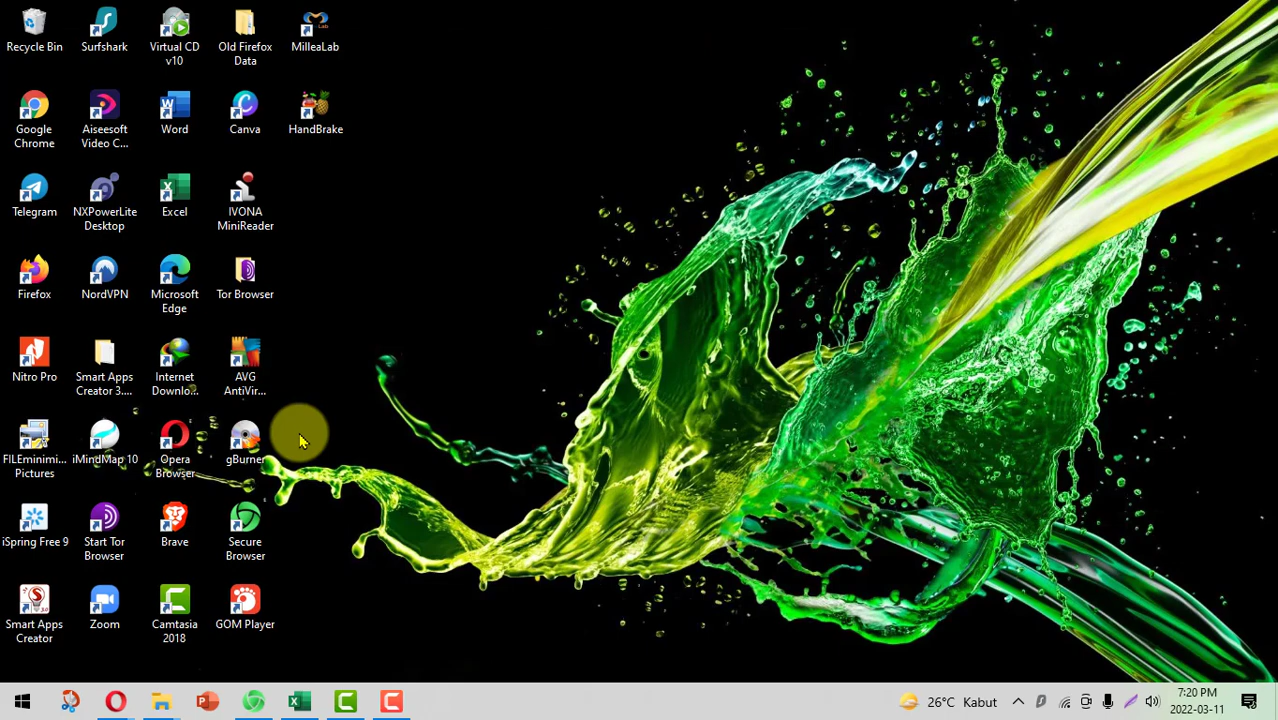 Recycle Bin
Surfshark
Virtual CD
v10
Old Firefox
Data
MilleaLab
Google
Chrome
Aiseesoft
Video C...
Word
Canva
HandBrake
Telegram
NXPowerLite
Desktop
Excel
IVONA
MiniReader
Firefox
NordVPN
Microsoft
Edge
Tor Browser
Nitro Pro
Smart Apps
Creator 3....
Internet
Downlo...
AVG
AntiVir...
FILEminimi...
Pictures
iMindMap 10
Opera
Browser
gBurner
iSpring Free 9
Start Tor
Browser
Brave
Secure
Browser
Smart Apps
Creator
Zoom
Camtasia
2018
GOM Player
26°C Kabut
7:20 PM
2022-03-11